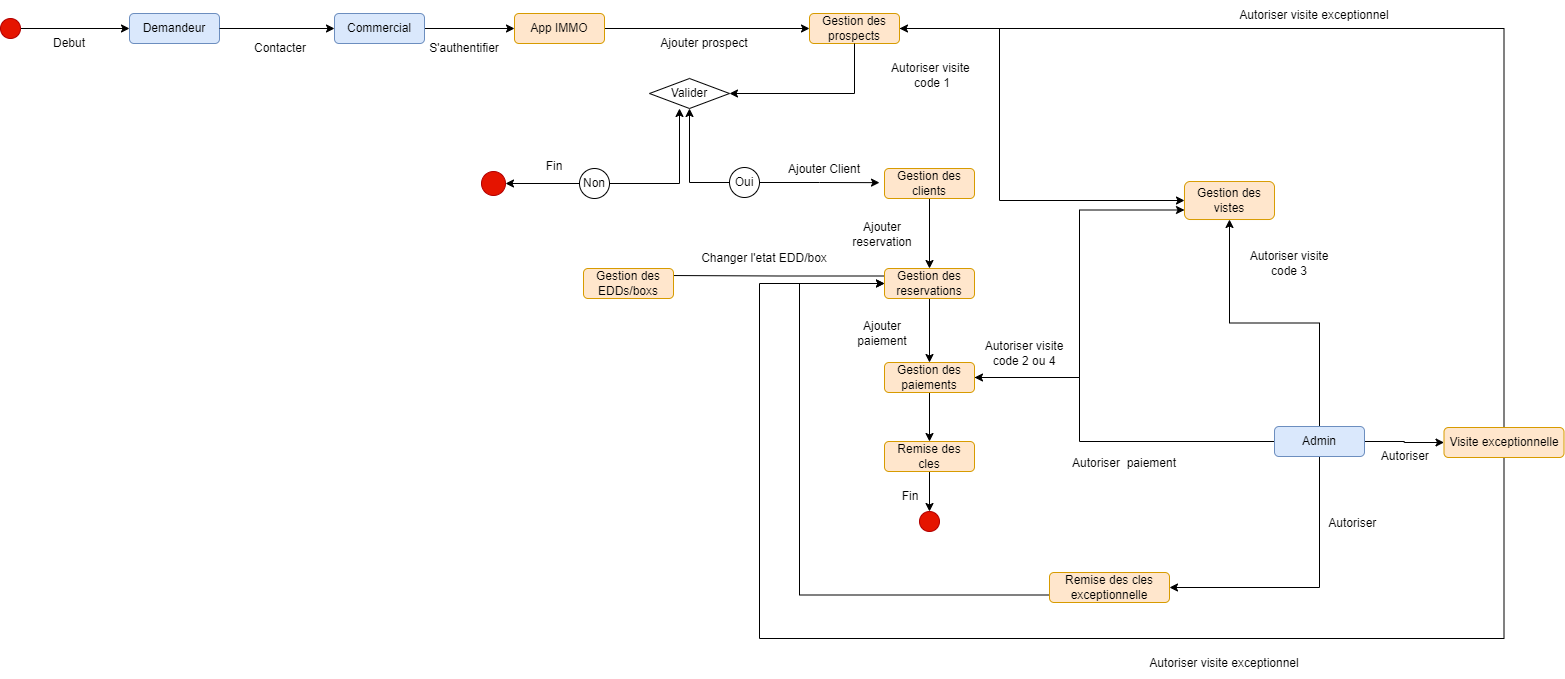 Autoriser visite exceptionnel
Debut
Demandeur
Contacter
Commercial
S'authentifier
App IMMO
Ajouter prospect
Gestion des
prospects
Autoriser visite
code 1
Valider
Fin
Non
Oui
Ajouter Client
Gestion des
clients
Gestion des
vistes
Ajouter
reservation
Autoriser visite
code 3
Changer l'etat EDD/box
Gestion des
EDDs/boxs
Gestion des
reservations
Ajouter
paiement
Autoriser visite
code 2 ou 4
Gestion des
paiements
Remise des
cles
Autoriser  paiement
Admin
Autoriser
Visite exceptionnelle
Fin
Autoriser
Remise des cles
exceptionnelle
Autoriser visite exceptionnel